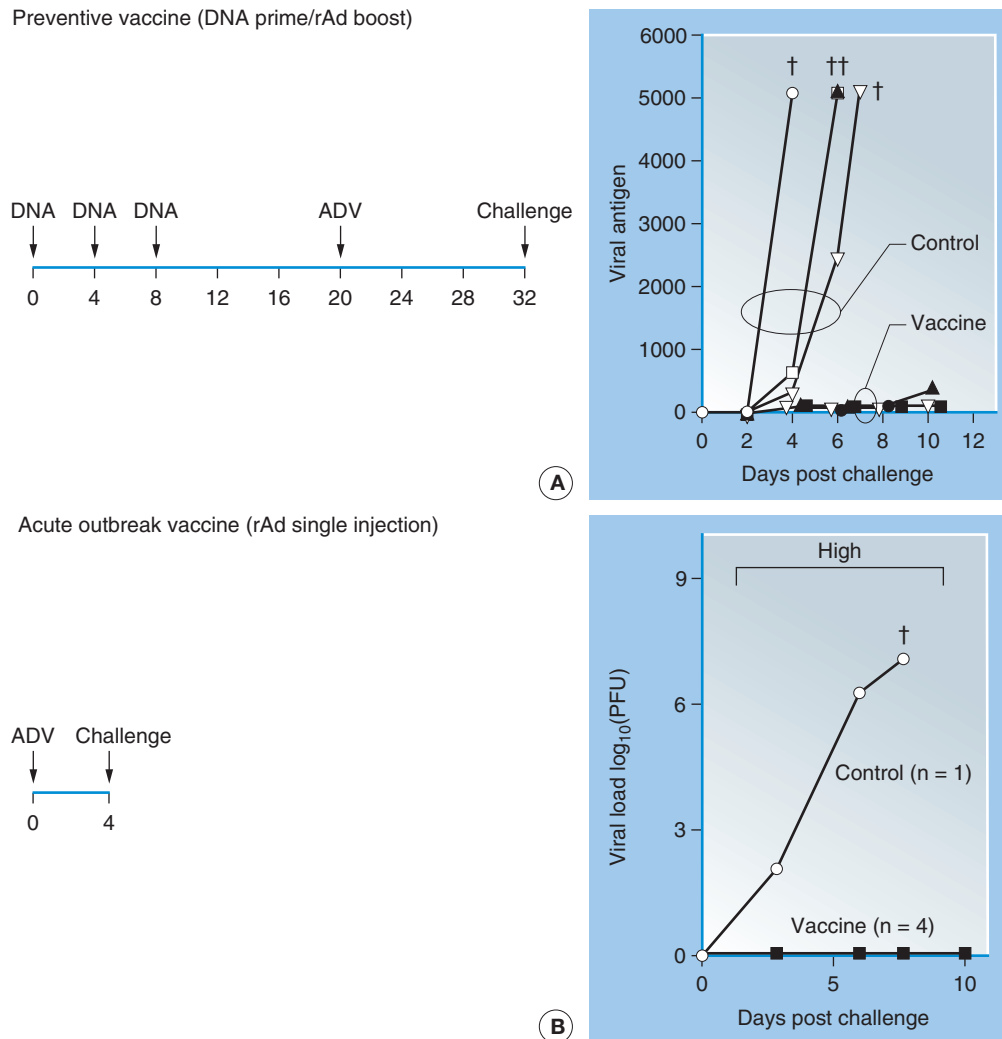 Preventive vaccine (DNA prime/rAd boost)
DNA DNA DNA ADV Challenge
0 4 8 12 16 20 24 28 32
A
Viral antigen
6000
5000
4000
3000
2000
1000
0
† †† †
Control
Vaccine
0 2 4 6 8 10 12
Days post challenge
Acute outbreak vaccine (rAd single injection)
ADV Challenge
0 4
B
Viral load log10(PFU)
9
6
3
0
High
†
Control (n = 1)
Vaccine (n = 4)
0 5 10
Days post challenge